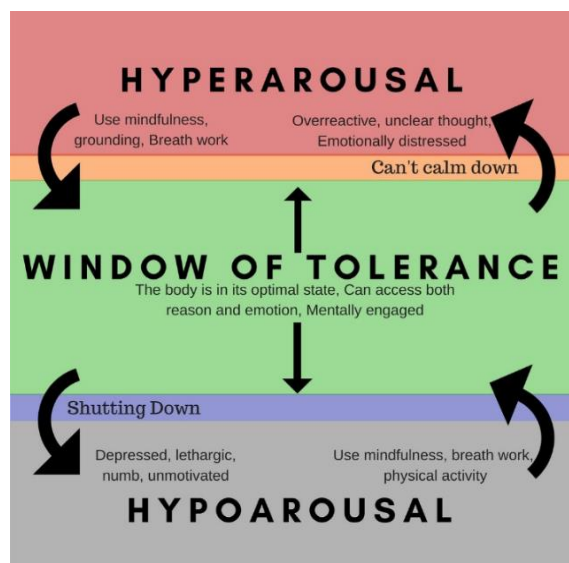 HYPERAROUSAL
Use mindfulness,
grounding, Breath work
Overreactive, unclear thought,
Emotionally distressed
Can't calm down
WINDOW OF TOLERANCE
The body is in its optimal state, Can access both
reason and emotion, Mentally engaged
Shutting Down
Depressed, lethargic,
numb, unmotivated
Use mindfulness, breath work,
physical activity
HYPOAROUSAL